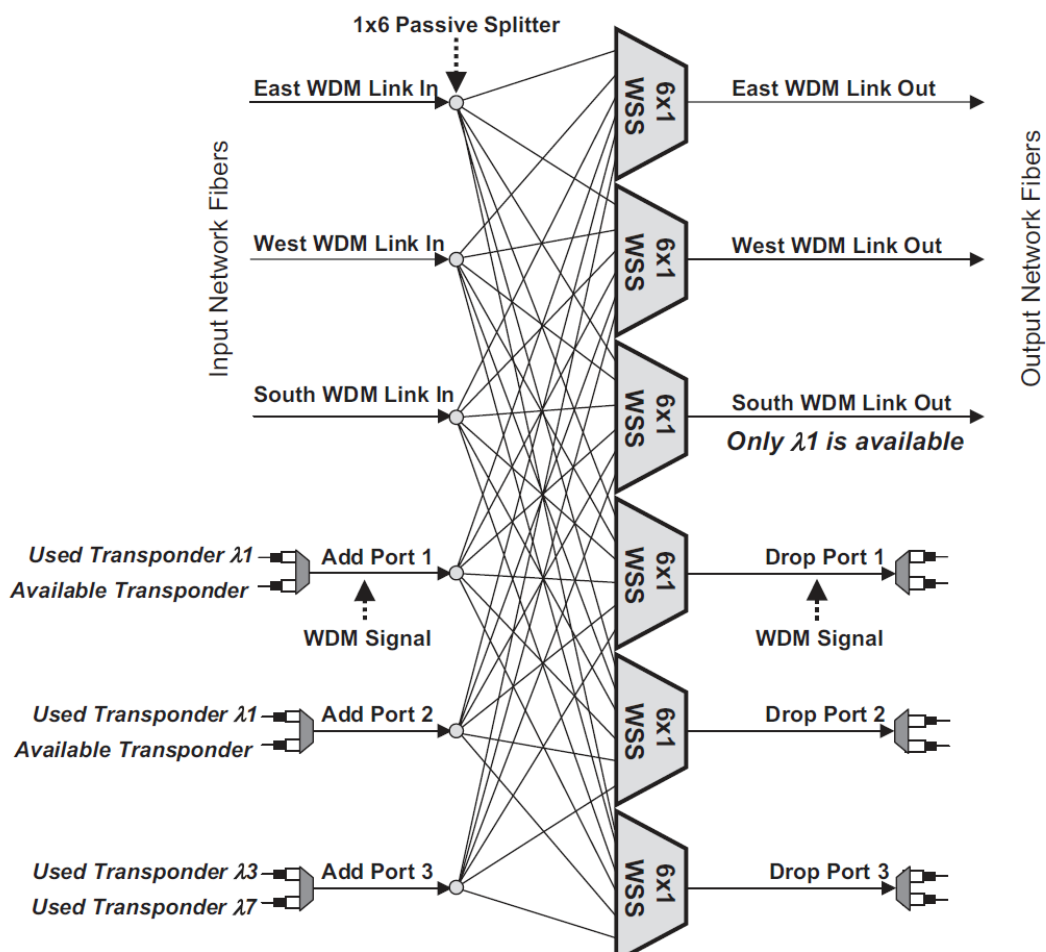 1x6 Passive Splitter
East WDM Link In
6x1
WSS
East WDM Link Out
Input Network Fibers
Output Network Fibers
West WDM Link In
6x1
WSS
West WDM Link Out
South WDM Link In
6x1
WSS
South WDM Link Out
Only λ1 is available
Used Transponder λ1
Available Transponder
Add Port 1
WDM Signal
6x1
WSS
Drop Port 1
WDM Signal
Used Transponder λ1
Available Transponder
Add Port 2
6x1
WSS
Drop Port 2
Used Transponder λ3
Used Transponder λ7
Add Port 3
6x1
WSS
Drop Port 3